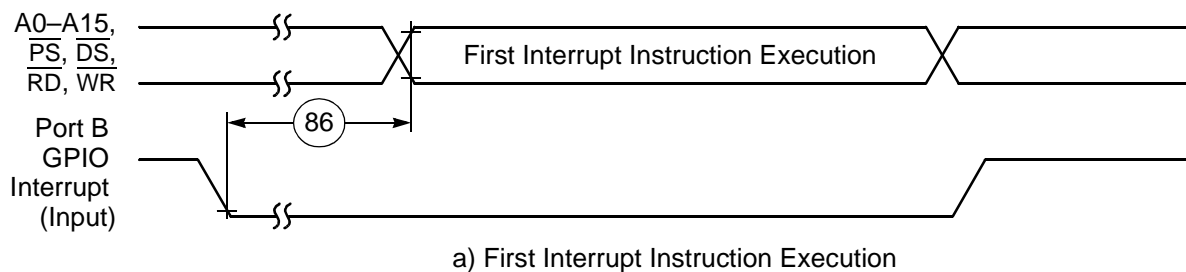 A0–A15,
PS, DS,
RD, WR
First Interrupt Instruction Execution
86
Port B
GPIO
Interrupt
(Input)
a) First Interrupt Instruction Execution